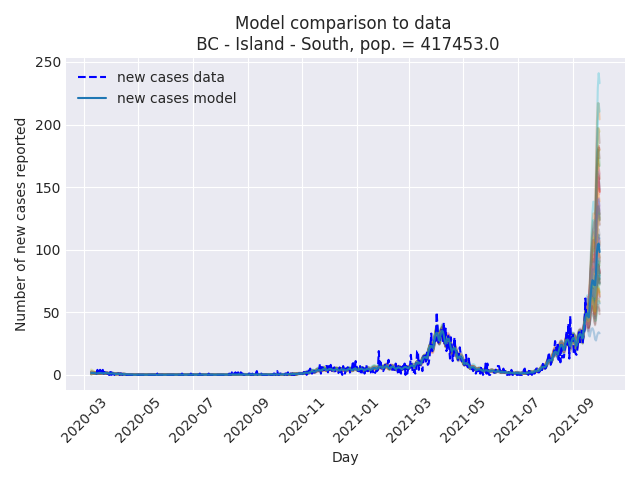 Model comparison to data
BC - Island - South, pop. = 417453.0
250
200
150
100
50
0
Number of new cases reported
new cases data
new cases model
2020-03
2020-05
2020-07
2020-09
2020-11
2021-01
2021-03
2021-05
2021-07
2021-09
Day